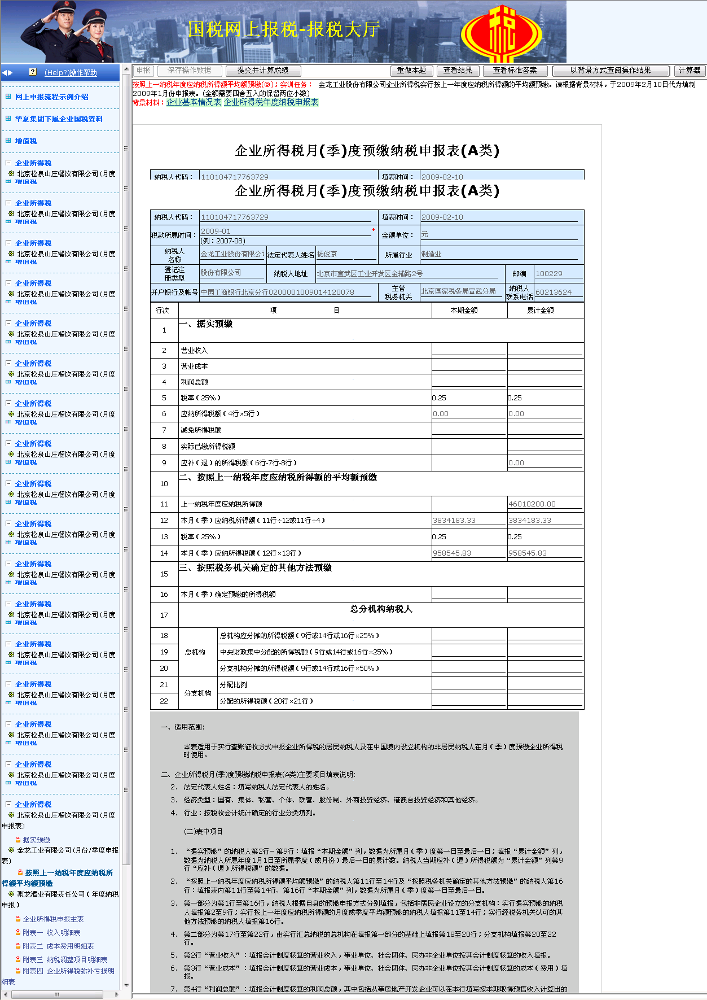 国税网上报税-报税大厅
(Help?)操作帮助
申报 保存操作数据 提交并计算成绩 重做本题 查看结果 查看标准答案 以背景方式查阅操作结果 计算器
按照上一纳税年度应纳税所得额平均额预缴(◎)；实训任务： 金龙工业股份有限公司企业所得税实行按上一年度应纳税所得额的平均额预缴。请根据背景材料，于2009年2月10日代为填制
2009年1月份申报表。(金额需要四舍五入的保留两位小数)
背景材料：企业基本情况表 企业所得税年度纳税申报表
网上申报流程示例介绍
华夏集团下属企业国税资料
增值税
企业所得税
北京松泉山庄餐饮有限公司(月度
增值税
企业所得税
北京松泉山庄餐饮有限公司(月度
增值税
企业所得税
北京松泉山庄餐饮有限公司(月度
增值税
企业所得税
北京松泉山庄餐饮有限公司(月度
增值税
企业所得税
北京松泉山庄餐饮有限公司(月度
增值税
企业所得税
北京松泉山庄餐饮有限公司(月度
增值税
企业所得税
北京松泉山庄餐饮有限公司(月度
增值税
企业所得税
北京松泉山庄餐饮有限公司(月度
增值税
企业所得税
北京松泉山庄餐饮有限公司(月度
增值税
企业所得税
北京松泉山庄餐饮有限公司(月度
增值税
企业所得税
北京松泉山庄餐饮有限公司(月度
增值税
企业所得税
北京松泉山庄餐饮有限公司(月度
增值税
企业所得税
北京松泉山庄餐饮有限公司(月度
增值税
企业所得税
北京松泉山庄餐饮有限公司(月度
增值税
企业所得税
北京松泉山庄餐饮有限公司(月度
增值税
企业所得税
北京松泉山庄餐饮有限公司(月度
增值税
企业所得税
北京松泉山庄餐饮有限公司(月度
申报表)
据实预缴
金龙工业有限公司(月份/季度申报
表)
按照上一纳税年度应纳税所
得额平均额预缴
聚龙酒业有限责任公司(年度纳税
申报)
企业所得税申报主表
附表一 收入明细表
附表二 成本费用明细表
附表三 纳税调整项目明细表
附表四 企业所得税弥补亏损明
细表
企业所得税月(季)度预缴纳税申报表(A类)
纳税人代码： 110104717763729 填表时间： 2009-02-10
企业所得税月(季)度预缴纳税申报表(A类)
纳税人代码： 110104717763729 填表时间： 2009-02-10
税款所属时间： 2009-01 * (例：2007-08) 金额单位： 元
纳税人名称 金龙工业股份有限公司 法定代表人姓名 杨俊京 所属行业 制造业
登记注册类型 股份有限公司 纳税人地址 北京市宣武区工业开发区金辅路2号 邮编 100229
开户银行及帐号 中国工商银行北京分行0200001009014120078 主管税务机关 北京国家税务局宣武分局 纳税人联系电话 60213624
行次 项 目 本期金额 累计金额
1 一、据实预缴
2 营业收入
3 营业成本
4 利润总额
5 税率(25%) 0.25 0.25
6 应纳所得税额(4行×5行) 0.00 0.00
7 减免所得税额
8 实际已缴所得税额
9 应补(退)的所得税额(6行-7行-8行) 0.00
10 二、按照上一纳税年度应纳税所得额的平均额预缴
11 上一纳税年度应纳税所得额 46010200.00
12 本月(季)应纳税所得额(11行÷12或11行÷4) 3834183.33 3834183.33
13 税率(25%) 0.25 0.25
14 本月(季)应纳所得税额(12行×13行) 958545.83 958545.83
15 三、按照税务机关确定的其他方法预缴
16 本月(季)确定预缴的所得税额
17 总分机构纳税人
18 总机构 总机构应分摊的所得税额(9行或14行或16行×25%)
19 中央财政集中分配的所得税额(9行或14行或16行×25%)
20 分支机构分摊的所得税额(9行或14行或16行×50%)
21 分支机构 分配比例
22 分配的所得税额(20行×21行)
一、适用范围:
本表适用于实行查账征收方式申报企业所得税的居民纳税人及在中国境内设立机构的非居民纳税人在月(季)度预缴企业所得税
时使用。
二、企业所得税月(季)度预缴纳税申报表(A类)主要项目填表说明:
2. 法定代表人姓名：填写纳税人法定代表人的姓名。
3. 经济类型：国有、集体、私营、个体、联营、股份制、外商投资经济、港澳台投资经济和其他经济。
4. 行业：按税收会计统计确定的行业分类填列。
(二)表中项目
1. “据实预缴”的纳税人第2行－第9行：填报“本期金额”列，数据为所属月(季)度第一日至最后一日；填报“累计金额”列，
数据为纳税人所属年度1月1日至所属季度(或月份)最后一日的累计数。纳税人当期应补(退)所得税额为“累计金额”列第9
行“应补(退)所得税额”的数据。
2. “按照上一纳税年度应纳税所得额平均额预缴”的纳税人第11行至14行及“按照税务机关确定的其他方法预缴”的纳税人第16
行：填报表内第11行至第14行、第16行“本期金额”列，数据为所属月(季)度第一日至最后一日。
3. 第一部分为第1行至第16行，纳税人根据自身的预缴申报方式分别填报，包括非居民企业设立的分支机构：实行据实预缴的纳税
人填报第2至9行；实行按上一年度应纳税所得额的月度或季度平均额预缴的纳税人填报第11至14行；实行经税务机关认可的其
他方法预缴的纳税人填报第16行。
4. 第二部分为第17行至第22行，由实行汇总纳税的总机构在填报第一部分的基础上填报第18至20行；分支机构填报第20至22
行。
5. 第2行“营业收入”：填报会计制度核算的营业收入，事业单位、社会团体、民办非企业单位按其会计制度核算的收入填报。
6. 第3行“营业成本”：填报会计制度核算的营业成本，事业单位、社会团体、民办非企业单位按其会计制度核算的成本(费用)填
报。
7. 第4行“利润总额”：填报会计制度核算的利润总额，其中包括从事房地产开发企业可以在本行填写按本期取得预售收入计算出的